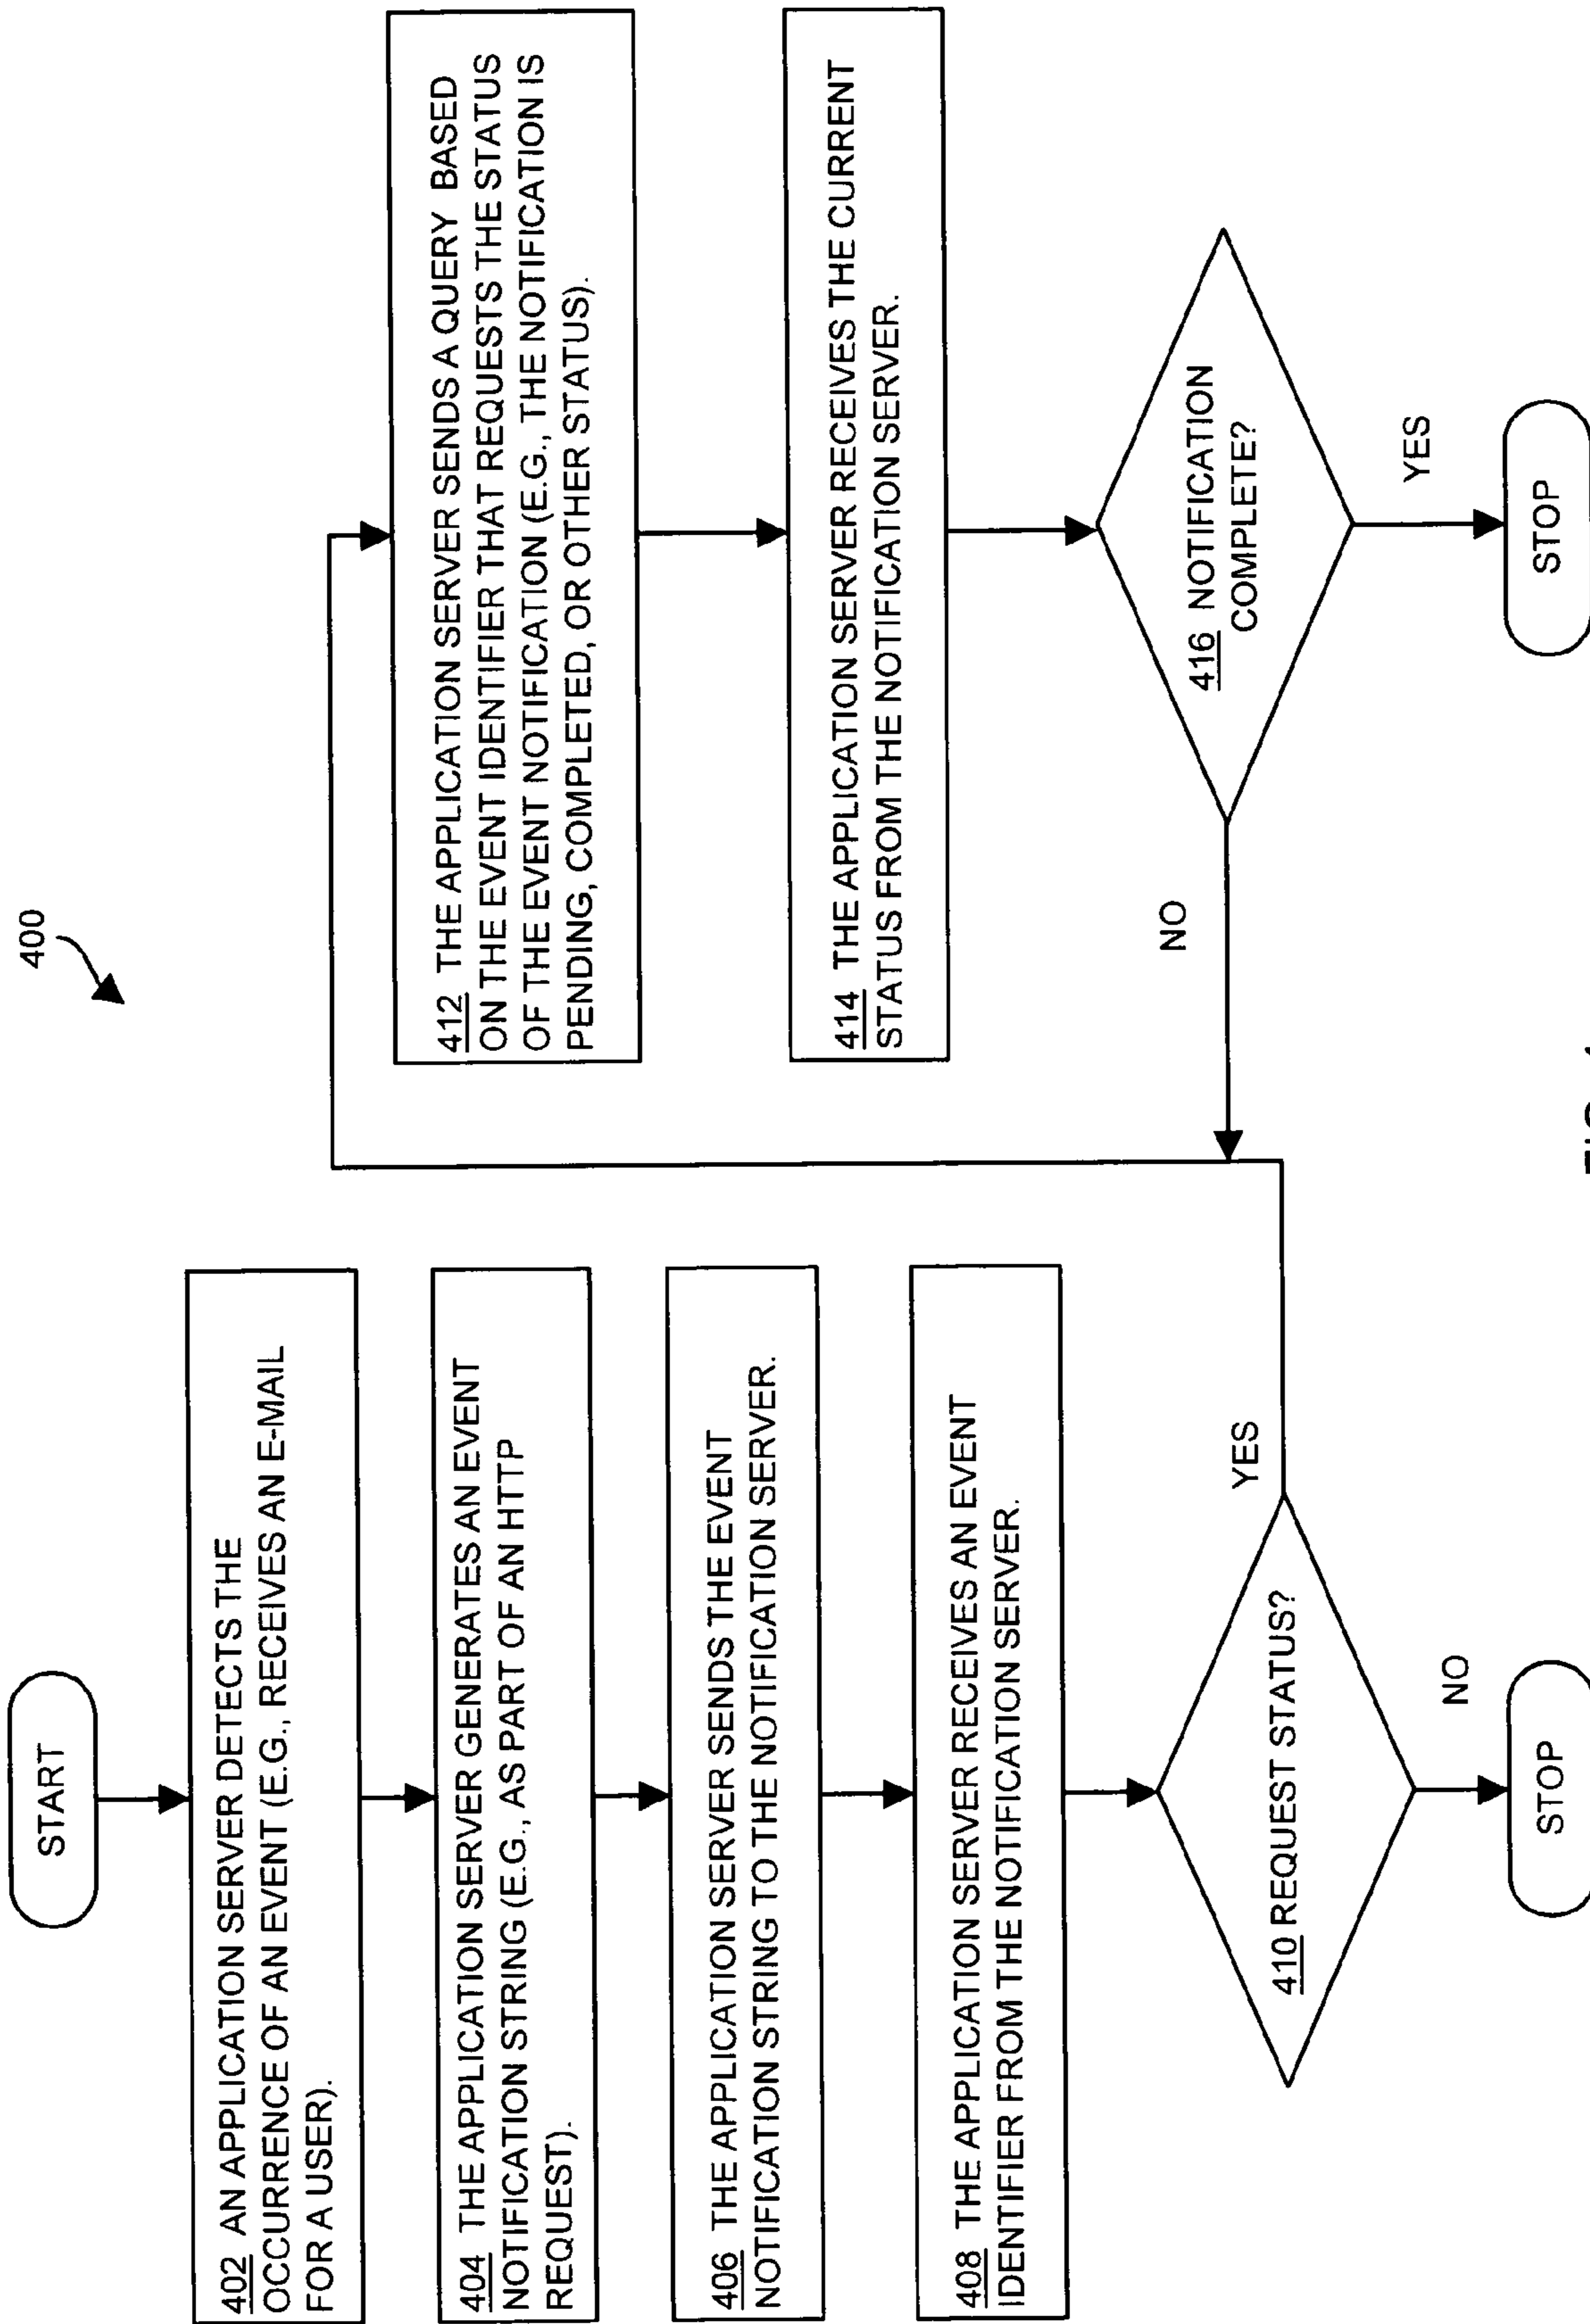 400
START
402 AN APPLICATION SERVER DETECTS THE
OCCURRENCE OF AN EVENT (E.G., RECEIVES AN E-MAIL
FOR A USER).
404 THE APPLICATION SERVER GENERATES AN EVENT
NOTIFICATION STRING (E.G., AS PART OF AN HTTP
REQUEST).
406 THE APPLICATION SERVER SENDS THE EVENT
NOTIFICATION STRING TO THE NOTIFICATION SERVER.
408 THE APPLICATION SERVER RECEIVES AN EVENT
IDENTIFIER FROM THE NOTIFICATION SERVER.
410 REQUEST STATUS?
YES
NO
STOP
412 THE APPLICATION SERVER SENDS A QUERY BASED
ON THE EVENT IDENTIFIER THAT REQUESTS THE STATUS
OF THE EVENT NOTIFICATION (E.G., THE NOTIFICATION IS
PENDING, COMPLETED, OR OTHER STATUS).
414 THE APPLICATION SERVER RECEIVES THE CURRENT
STATUS FROM THE NOTIFICATION SERVER.
416 NOTIFICATION
COMPLETE?
NO
YES
STOP